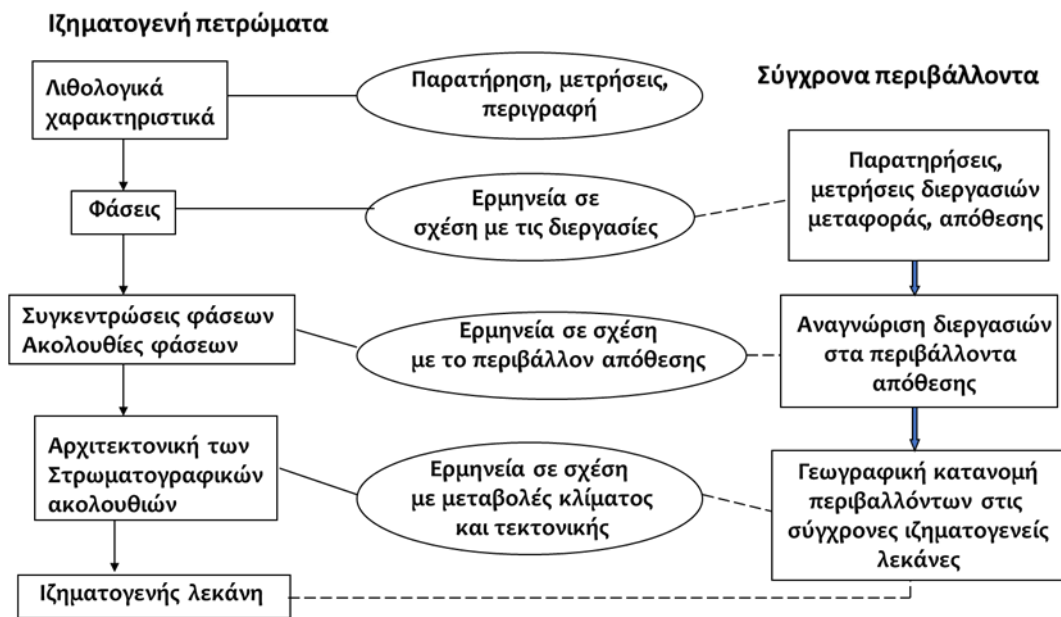 Ιζηματογενή πετρώματα
Λιθολογικά
χαρακτηριστικά
Παρατήρηση, μετρήσεις,
περιγραφή
Σύγχρονα περιβάλλοντα
Παρατηρήσεις,
μετρήσεις διεργασιών
μεταφοράς, απόθεσης
Φάσεις
Ερμηνεία σε
σχέση με τις διεργασίες
Συγκεντρώσεις φάσεων
Ακολουθίες φάσεων
Ερμηνεία σε σχέση
με το περιβάλλον απόθεσης
Αναγνώριση διεργασιών
στα περιβάλλοντα
απόθεσης
Αρχιτεκτονική των
Στρωματογραφικών
ακολουθιών
Ερμηνεία σε σχέση
με μεταβολές κλίματος
και τεκτονικής
Γεωγραφική κατανομή
περιβαλλόντων στις
σύγχρονες ιζηματογενείς
λεκάνες
Ιζηματογενής λεκάνη